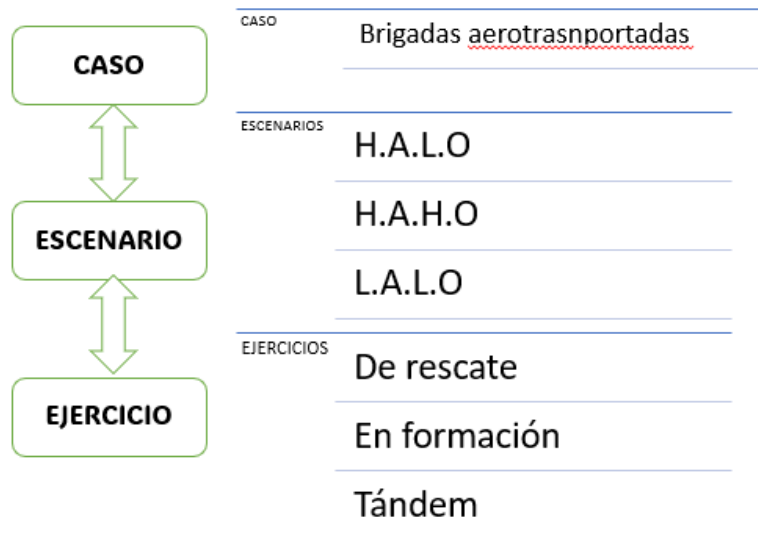 CASO
ESCENARIO
EJERCICIO
CASO
Brigadas aerotrasnportadas
ESCENARIOS
H.A.L.O
H.A.H.O
L.A.L.O
EJERCICIOS
De rescate
En formación
Tándem